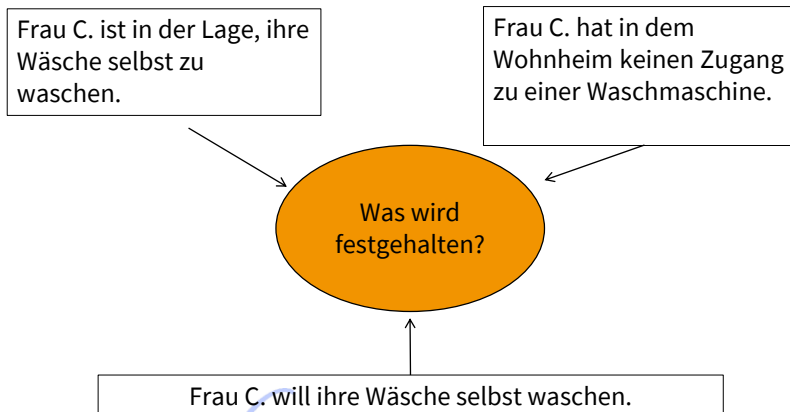 Frau C. ist in der Lage, ihre
Wäsche selbst zu
waschen.
Frau C. hat in dem
Wohnheim keinen Zugang
zu einer Waschmaschine.
Was wird
festgehalten?
Frau C. will ihre Wäsche selbst waschen.